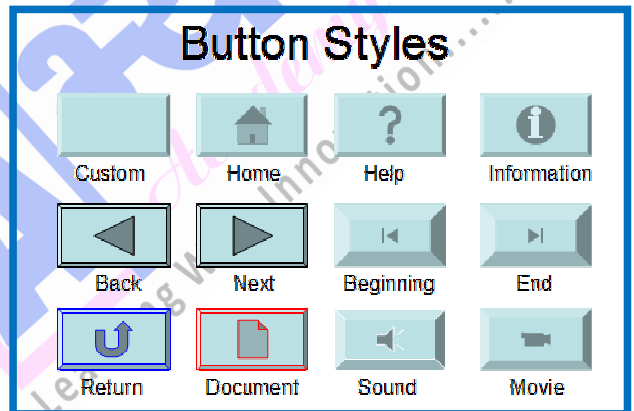 Button Styles
Custom Home Help Information
Back Next Beginning End
Return Document Sound Movie